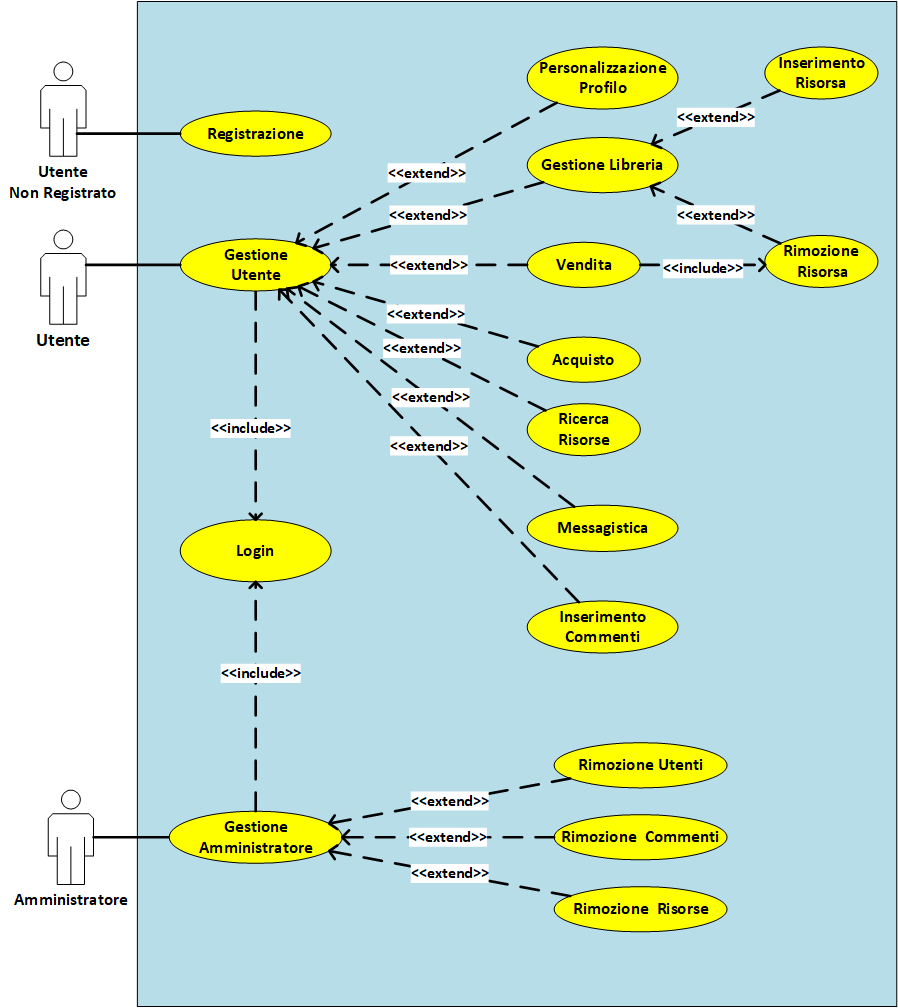 Personalizzazione
Profilo
Inserimento
Risorsa
<<extend>>
Registrazione
Utente
Non Registrato
Gestione Libreria
<<extend>>
<<extend>>
<<extend>>
Gestione
Utente
<<extend>>
Vendita
<<include>>
Rimozione
Risorsa
Utente
<<extend>>
<<extend>>
Acquisto
<<extend>>
Ricerca
Risorse
<<include>>
<<extend>>
Messagistica
Login
Inserimento
Commenti
<<include>>
Rimozione Utenti
<<extend>>
Gestione
Amministratore
<<extend>>
Rimozione Commenti
Amministratore
<<extend>>
Rimozione Risorse